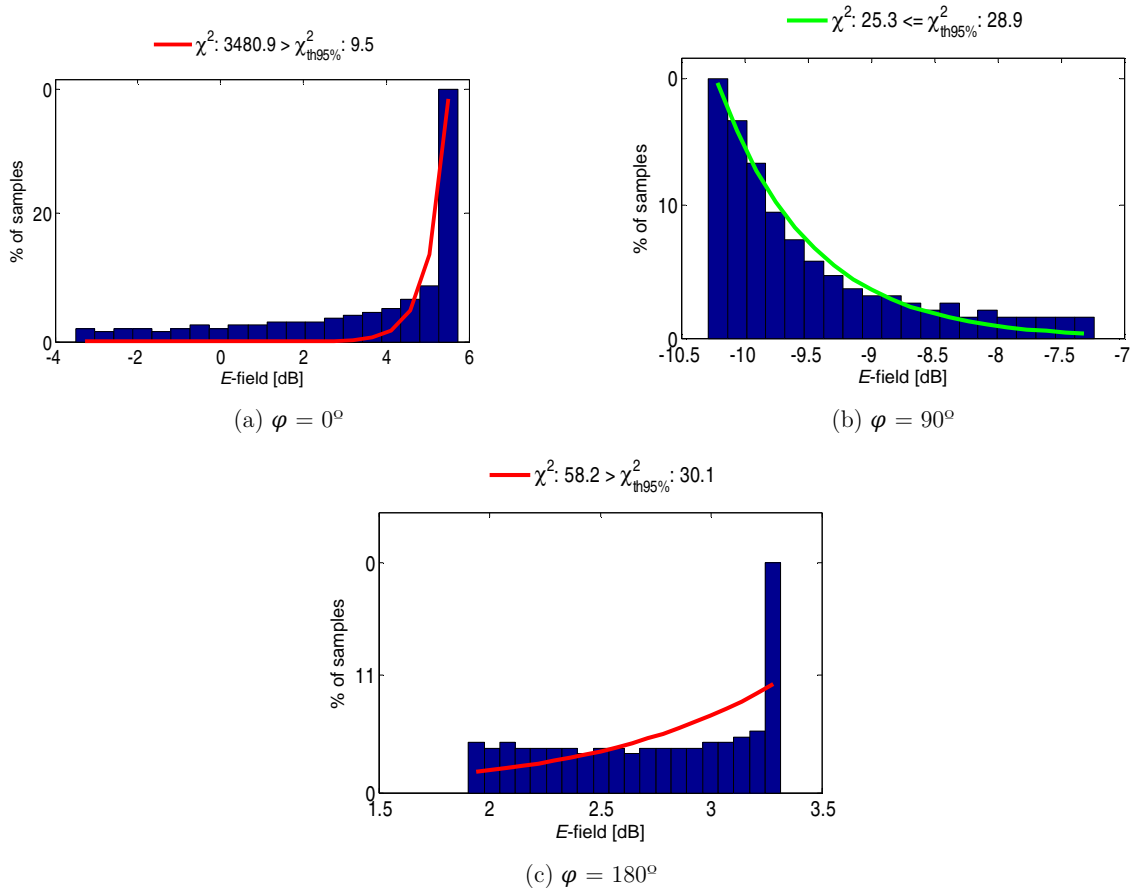 χ²: 3480.9 > χ²th95%: 9.5
0
20
0
% of samples
-4 -2 0 2 4 6
E-field [dB]
(a) φ = 0º
χ²: 25.3 <= χ²th95%: 28.9
0
10
0
% of samples
-10.5 -10 -9.5 -9 -8.5 -8 -7.5 -7
E-field [dB]
(b) φ = 90º
χ²: 58.2 > χ²th95%: 30.1
0
11
0
% of samples
1.5 2 2.5 3 3.5
E-field [dB]
(c) φ = 180º